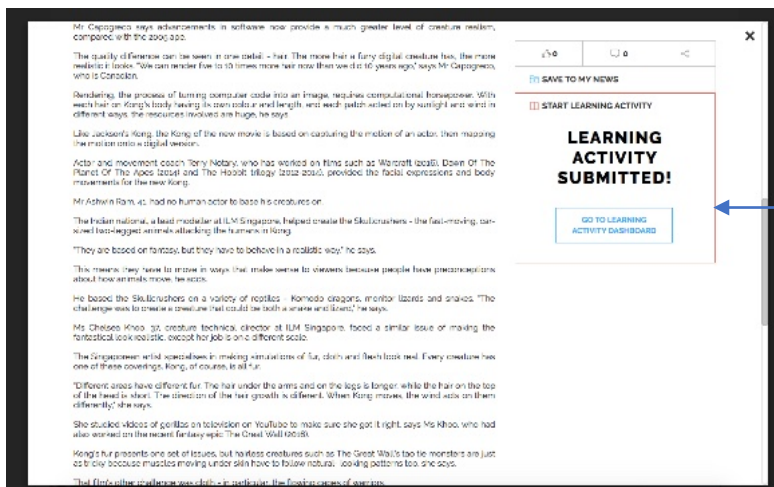 Mr Capogreco says advancements in software now provide a much greater level of creature realism,
compared with the 2005 ape.
The quality difference can be seen in one detail - hair. The more hair a furry digital creature has, the more
realistic it looks. "We can render five to 10 times more hair now than we did 10 years ago," says Mr Capogreco,
who is Canadian.
Rendering, the process of turning computer code into an image, requires computational horsepower. With
each hair on Kong's body having its own colour and length, and each patch acted on by sunlight and wind in
different ways, the resources involved are huge, he says.
Like Jackson's Kong, the Kong of the new movie is based on capturing the motion of an actor, then mapping
the motion onto a digital version.
Actor and movement coach Terry Notary, who has worked on films such as Warcraft (2016), Dawn Of The
Planet Of The Apes (2014) and The Hobbit trilogy (2012-2014), provided the facial expressions and body
movements for the new Kong.
Mr Ashwin Ram, 41, had no human actor to base his creatures on.
The Indian national, a lead modeller at ILM Singapore, helped create the Skullcrushers - the fast-moving, car-
sized two-legged animals attacking the humans in Kong.
"They are based on fantasy, but they have to behave in a realistic way," he says.
This means they have to move in ways that make sense to viewers because people have preconceptions
about how animals move, he adds.
He based the Skullcrushers on a variety of reptiles - Komodo dragons, monitor lizards and snakes. "The
challenge was to create a creature that could be both a snake and lizard," he says.
Ms Chelsea Khoo, 37, creature technical director at ILM Singapore, faced a similar issue of making the
fantastical look realistic, except her job is on a different scale.
The Singaporean artist specialises in making simulations of fur, cloth and flesh look real. Every creature has
one of these coverings. Kong, of course, is all fur.
"Different areas have different fur. The hair under the arms and on the legs is longer, while the hair on the top
of the head is short. The direction of the hair growth is different. When Kong moves, the wind acts on them
differently," she says.
She studied videos of gorillas on television on YouTube to make sure she got it right, says Ms Khoo, who had
also worked on the recent fantasy epic The Great Wall (2016).
Kong's fur presents one set of issues, but hairless creatures such as The Great Wall's tao tie monsters are just
as tricky because muscles moving under skin have to follow natural-looking patterns too, she says.
That film's other challenge was cloth - in particular, the flowing capes of warriors.
0
0
SAVE TO MY NEWS
START LEARNING ACTIVITY
LEARNING
ACTIVITY
SUBMITTED!
GO TO LEARNING
ACTIVITY DASHBOARD